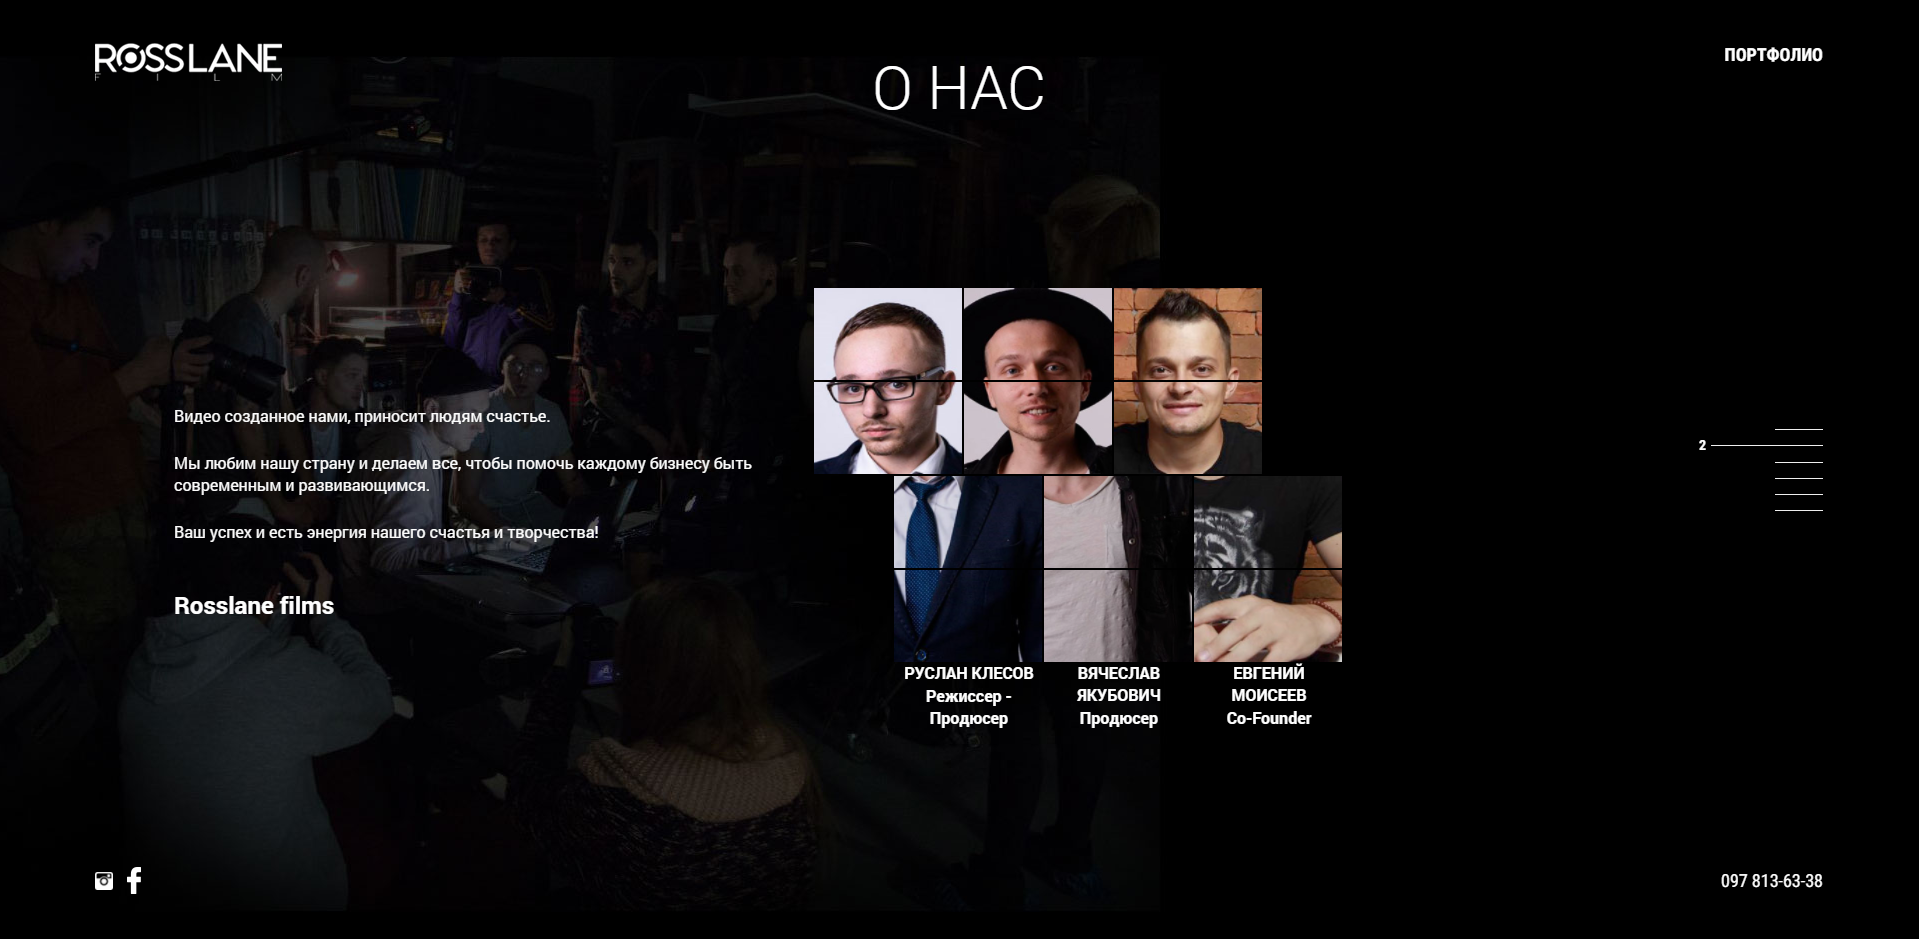 ROSSLANE
FILM
О НАС
ПОРТФОЛИО
Видео созданное нами, приносит людям счастье.
Мы любим нашу страну и делаем все, чтобы помочь каждому бизнесу быть
современным и развивающимся.
Ваш успех и есть энергия нашего счастья и творчества!
Rosslane films
2
РУСЛАН КЛЕСОВ
Режиссер -
Продюсер
ВЯЧЕСЛАВ
ЯКУБОВИЧ
Продюсер
ЕВГЕНИЙ
МОИСЕЕВ
Co-Founder
097 813-63-38